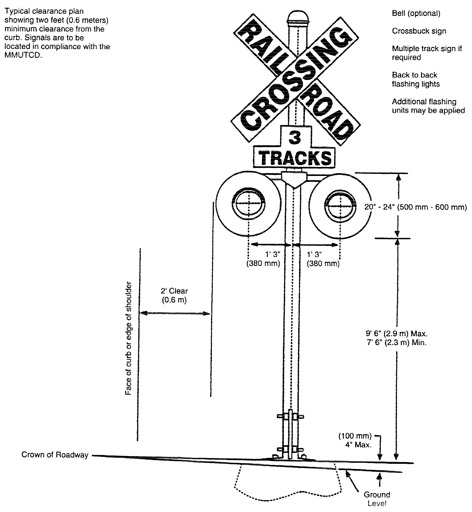 Typical clearance plan
showing two feet (0.6 meters)
minimum clearance from the
curb. Signals are to be
located in compliance with the
MMUTCD.
Bell (optional)
Crossbuck sign
Multiple track sign if
required
Back to back
flashing lights
Additional flashing
units may be applied
RAIL
ROAD
CROSSING
3
TRACKS
20" - 24" (500 mm - 600 mm)
1' 3"
(380 mm)
1' 3"
(380 mm)
2' Clear
(0.6 m)
Face of curb or edge of shoulder
9' 6" (2.9 m) Max.
7' 6" (2.3 m) Min.
(100 mm)
4" Max.
Crown of Roadway
Ground
Level